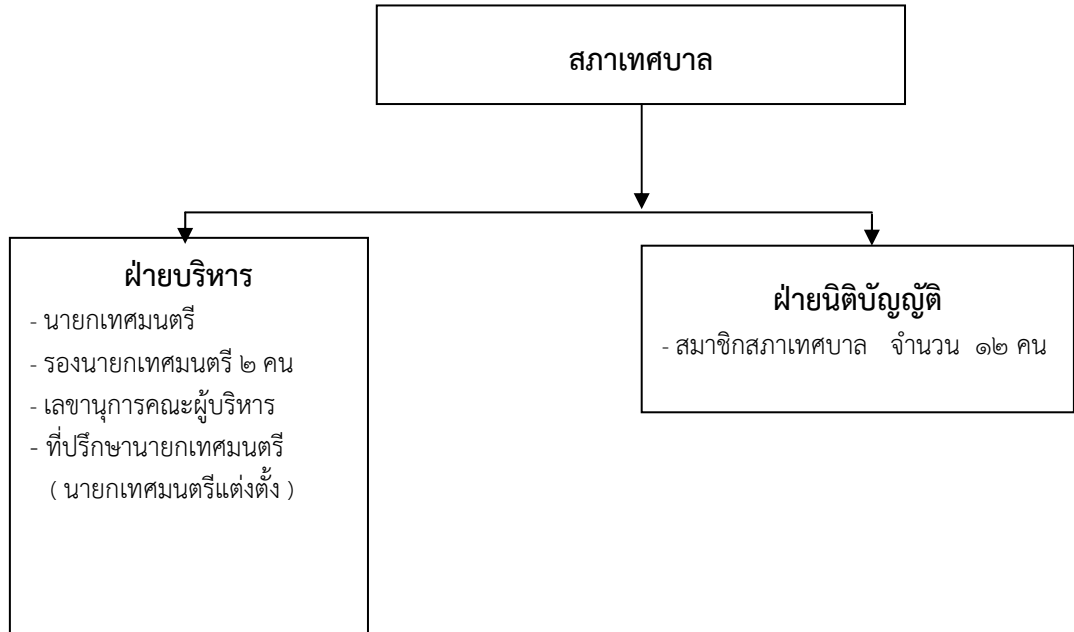 สภาเทศบาล
ฝ่ายบริหาร
- นายกเทศมนตรี
- รองนายกเทศมนตรี ๒ คน
- เลขานุการคณะผู้บริหาร
- ที่ปรึกษานายกเทศมนตรี
( นายกเทศมนตรีแต่งตั้ง )
ฝ่ายนิติบัญญัติ
- สมาชิกสภาเทศบาล จำนวน ๑๒ คน